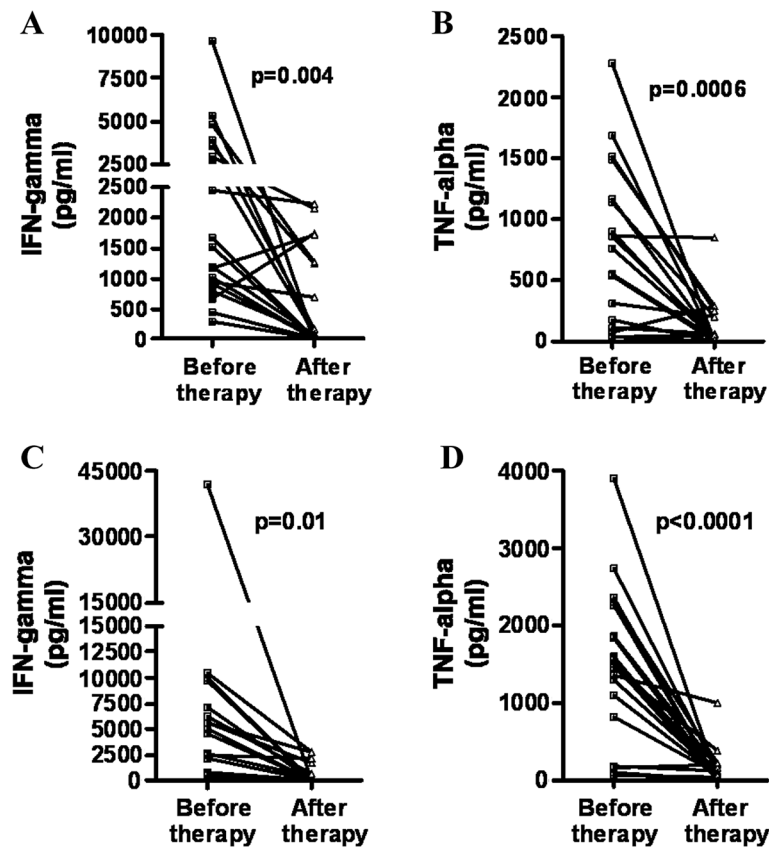 A
IFN-gamma
(pg/ml)
10000
7500
5000
2500
2500
2000
1500
1000
500
0
p=0.004
Before
therapy
After
therapy
B
TNF-alpha
(pg/ml)
2500
2000
1500
1000
500
0
p=0.0006
Before
therapy
After
therapy
C
IFN-gamma
(pg/ml)
45000
30000
15000
15000
12500
10000
7500
5000
2500
0
p=0.01
Before
therapy
After
therapy
D
TNF-alpha
(pg/ml)
4000
3000
2000
1000
0
p<0.0001
Before
therapy
After
therapy